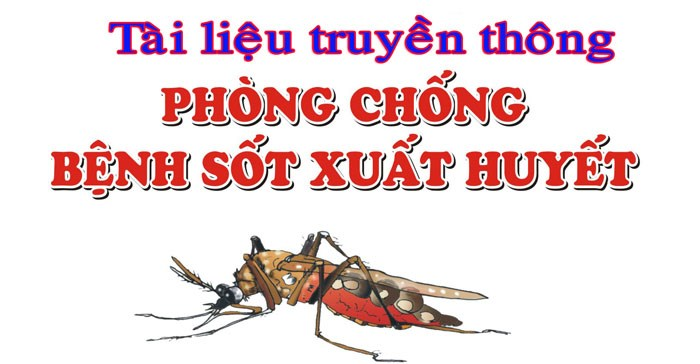 Tài liệu truyền thông
PHÒNG CHỐNG
BỆNH SỐT XUẤT HUYẾT